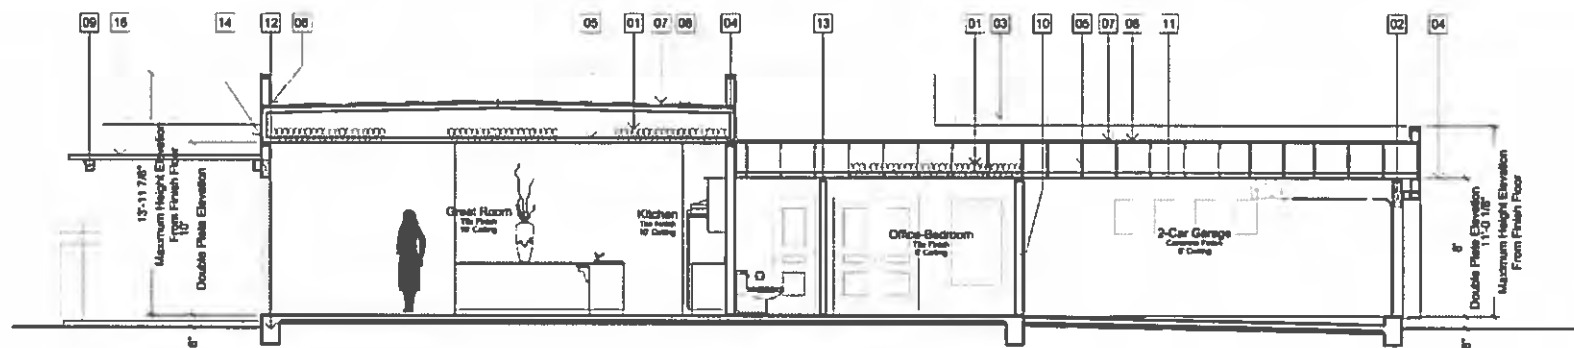 09
16
14
12
06
05
01
07
08
04
13
01
03
10
05
07
08
11
02
04
13'-11 7/8"
Maximum Height Elevation
From Finish Floor
10'
Double Plate Elevation
6"
Great Room
Tile Finish
10' Ceiling
Kitchen
Tile Finish
10' Ceiling
Office-Bedroom
Tile Finish
8' Ceiling
2-Car Garage
Concrete Finish
8' Ceiling
8'
Double Plate Elevation
11'-0 1/8"
Maximum Height Elevation
From Finish Floor
6"